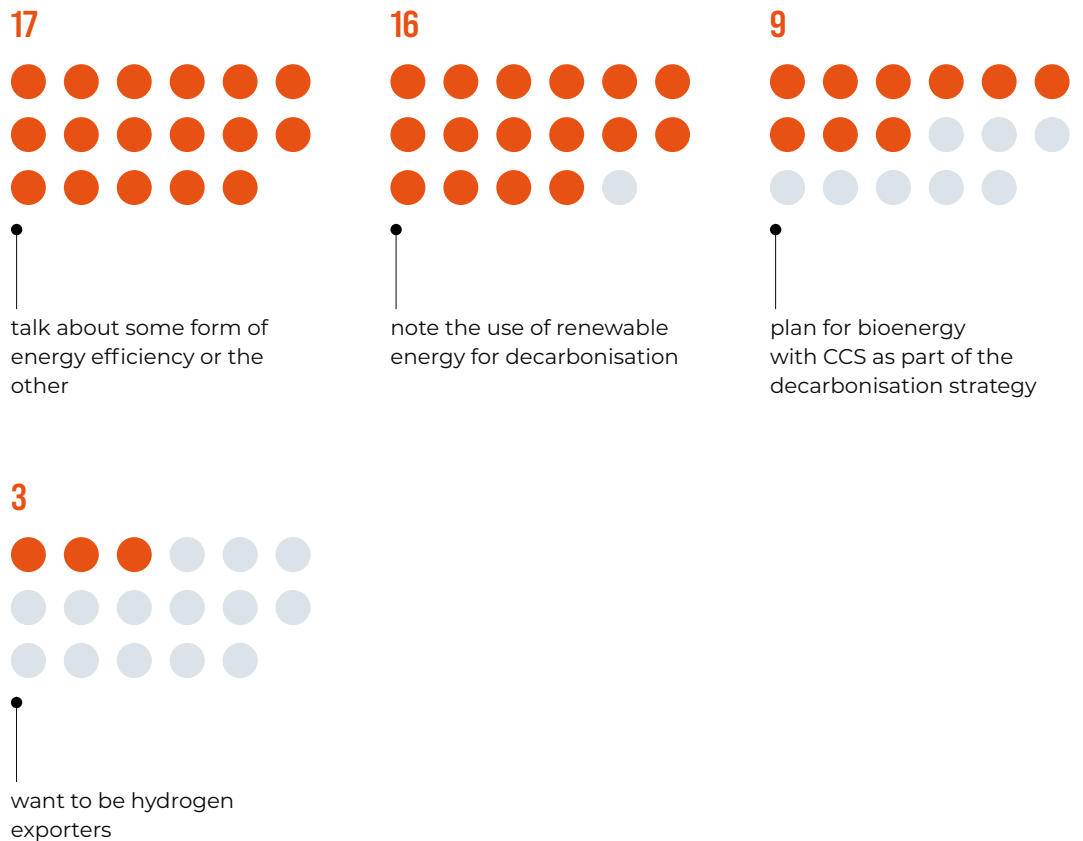 17
talk about some form of
energy efficiency or the
other
16
note the use of renewable
energy for decarbonisation
9
plan for bioenergy
with CCS as part of the
decarbonisation strategy
3
want to be hydrogen
exporters